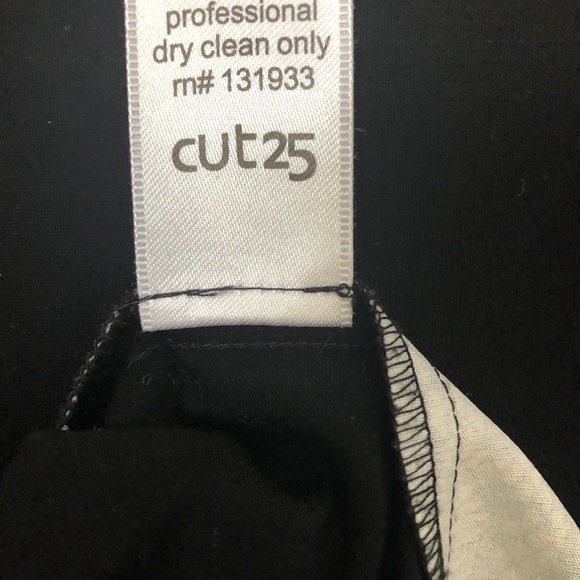 professional
dry clean only
rn# 131933
cut25